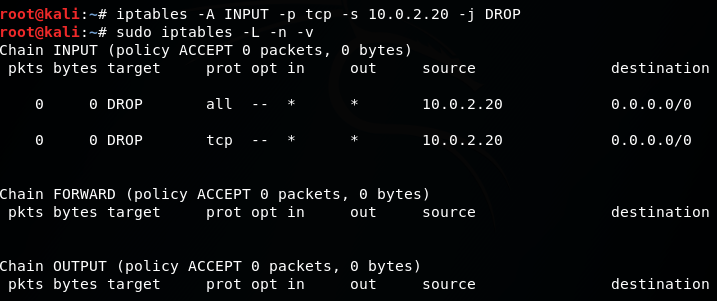 root@kali:~# iptables -A INPUT -p tcp -s 10.0.2.20 -j DROP
root@kali:~# sudo iptables -L -n -v
Chain INPUT (policy ACCEPT 0 packets, 0 bytes)
 pkts bytes target     prot opt in     out     source               destination
    0     0 DROP       all  --  *      *       10.0.2.20            0.0.0.0/0
    0     0 DROP       tcp  --  *      *       10.0.2.20            0.0.0.0/0
Chain FORWARD (policy ACCEPT 0 packets, 0 bytes)
 pkts bytes target     prot opt in     out     source               destination
Chain OUTPUT (policy ACCEPT 0 packets, 0 bytes)
 pkts bytes target     prot opt in     out     source               destination